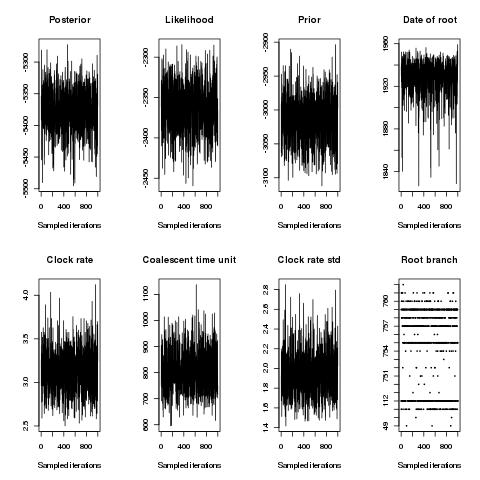 Posterior
Likelihood
Prior
Date of root
-5500 -5450 -5400 -5350 -5300
-2450 -2400 -2350 -2300
-3100 -3050 -3000 -2950 -2900
1840 1880 1920 1960
0 400 800
0 400 800
0 400 800
0 400 800
Sampled iterations
Sampled iterations
Sampled iterations
Sampled iterations
Clock rate
Coalescent time unit
Clock rate std
Root branch
2.5 3.0 3.5 4.0
600 700 800 900 1000 1100
1.4 1.6 1.8 2.0 2.2 2.4 2.6 2.8
49 112 751 754 757 760
0 400 800
0 400 800
0 400 800
0 400 800
Sampled iterations
Sampled iterations
Sampled iterations
Sampled iterations